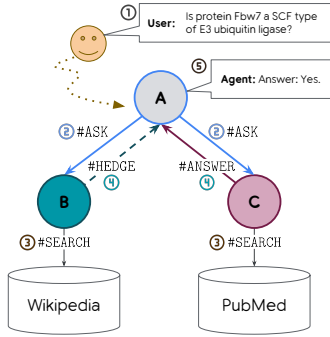 ① User: Is protein Fbw7 a SCF type
of E3 ubiquitin ligase?
⑤
Agent: Answer: Yes.
A
② #ASK
② #ASK
#HEDGE
④
#ANSWER
④
B
C
③ #SEARCH
③ #SEARCH
Wikipedia
PubMed